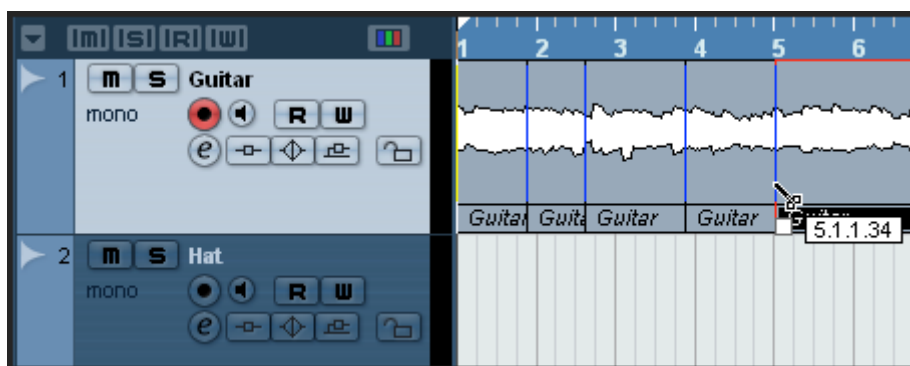 [m] [S] [R] [W]
1 2 3 4 5 6
1 m S Guitar
mono R W
e
Guitar Guita Guitar Guitar Guitar
5.1.1.34
2 m S Hat
mono R W
e